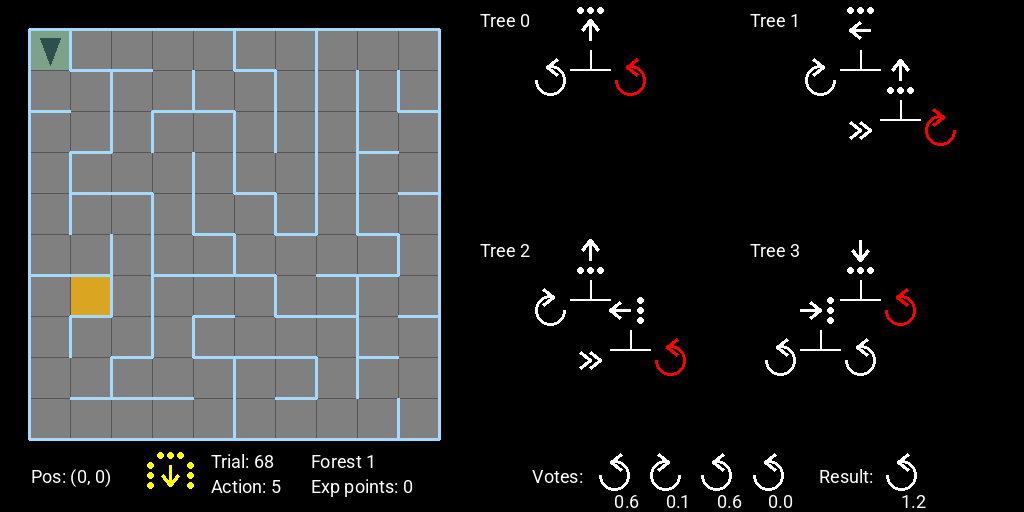 Tree 0
Tree 1
Tree 2
Tree 3
Pos: (0, 0)
Trial: 68
Forest 1
Action: 5
Exp points: 0
Votes:
0.6
0.1
0.6
0.0
Result:
1.2